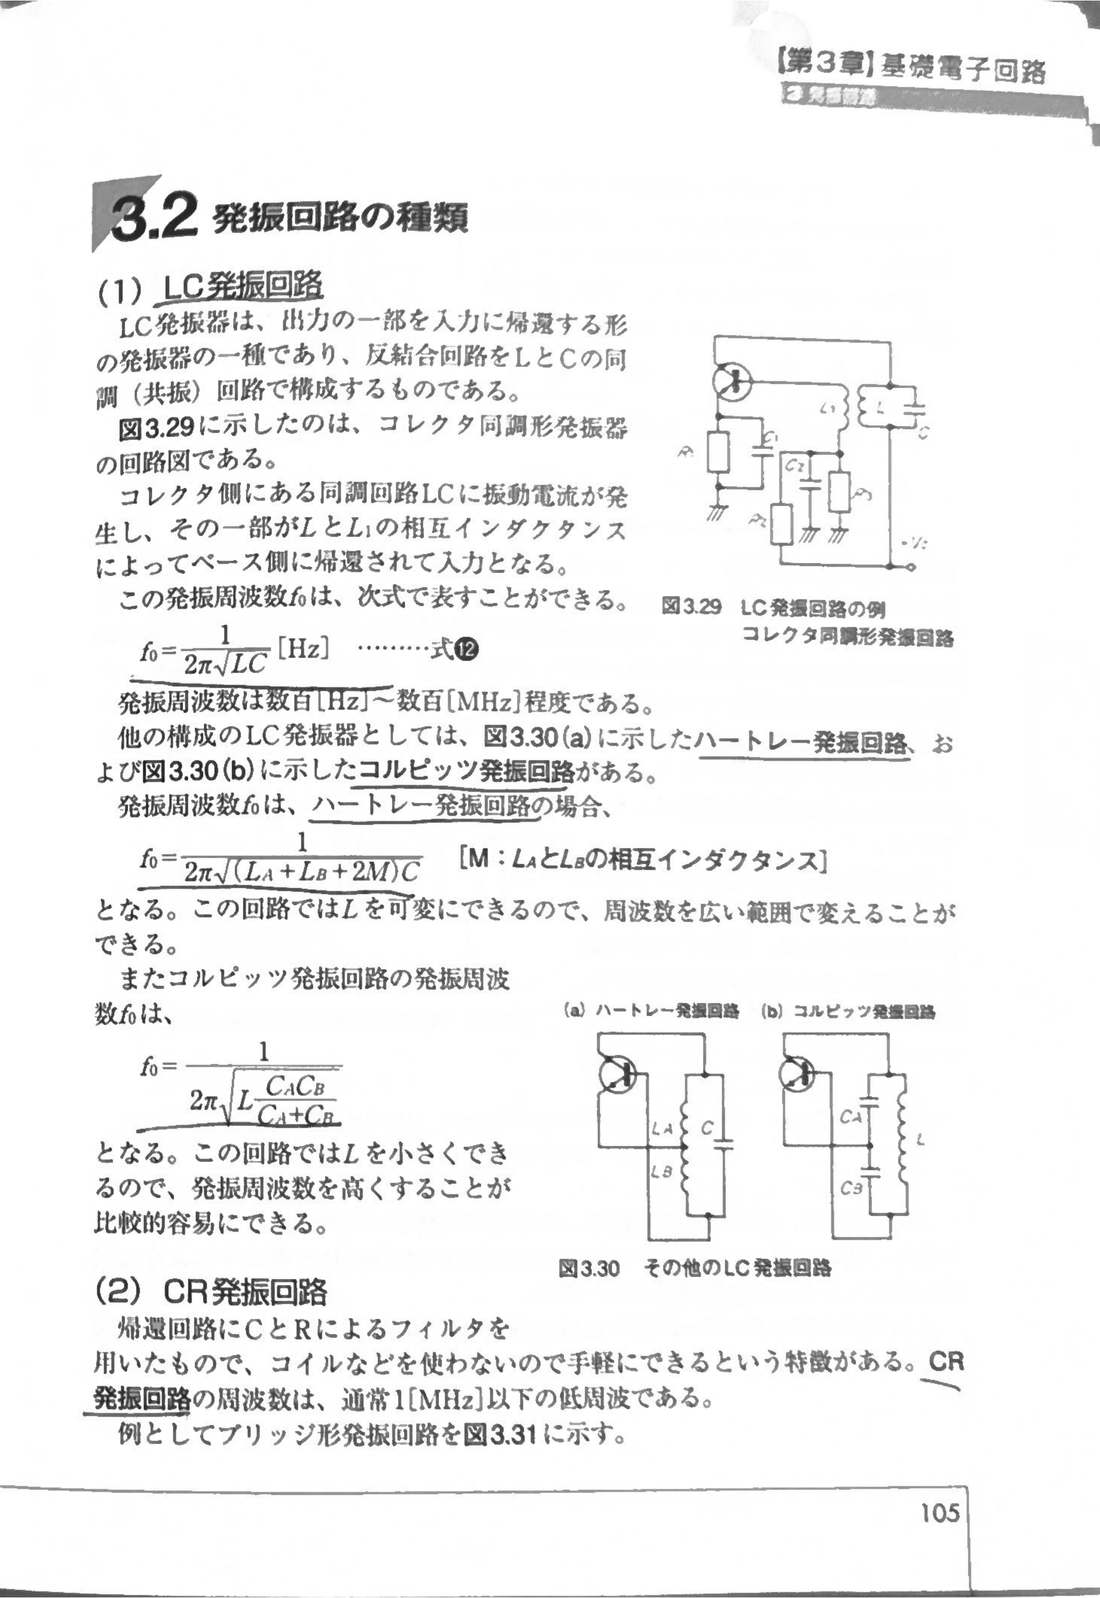 【第3章】基礎電子回路
3.2 発振回路の種類
(1) LC発振回路
LC発振器は、出力の一部を入力に帰還する形
の発振器の一種であり、反結合回路をLとCの同
調（共振）回路で構成するものである。
図3.29に示したのは、コレクタ同調形発振器
の回路図である。
コレクタ側にある同調回路LCに振動電流が発
生し、その一部がLとL₁の相互インダクタンス
によってベース側に帰還されて入力となる。
この発振周波数f₀は、次式で表すことができる。
f₀=1/(2π√LC) [Hz] ………式⓬
L₁ L C
R₁ C₁ C₂ R₃
R₂
図3.29 LC発振回路の例
コレクタ同調形発振回路
発振周波数は数百[Hz]～数百[MHz]程度である。
他の構成のLC発振器としては、図3.30(a)に示したハートレー発振回路、お
よび図3.30(b)に示したコルピッツ発振回路がある。
発振周波数f₀は、ハートレー発振回路の場合、
f₀=1/(2π√(LA+LB+2M)C) [M：LAとLBの相互インダクタンス]
となる。この回路ではLを可変にできるので、周波数を広い範囲で変えることが
できる。
またコルピッツ発振回路の発振周波
数f₀は、
f₀=1/(2π√(L CACB/(CA+CB)))
となる。この回路ではLを小さくでき
るので、発振周波数を高くすることが
比較的容易にできる。
(a) ハートレー発振回路 (b) コルピッツ発振回路
LA C CA L
LB CB
図3.30 その他のLC発振回路
(2) CR発振回路
帰還回路にCとRによるフィルタを
用いたもので、コイルなどを使わないので手軽にできるという特徴がある。CR
発振回路の周波数は、通常1[MHz]以下の低周波である。
例としてブリッジ形発振回路を図3.31に示す。
105